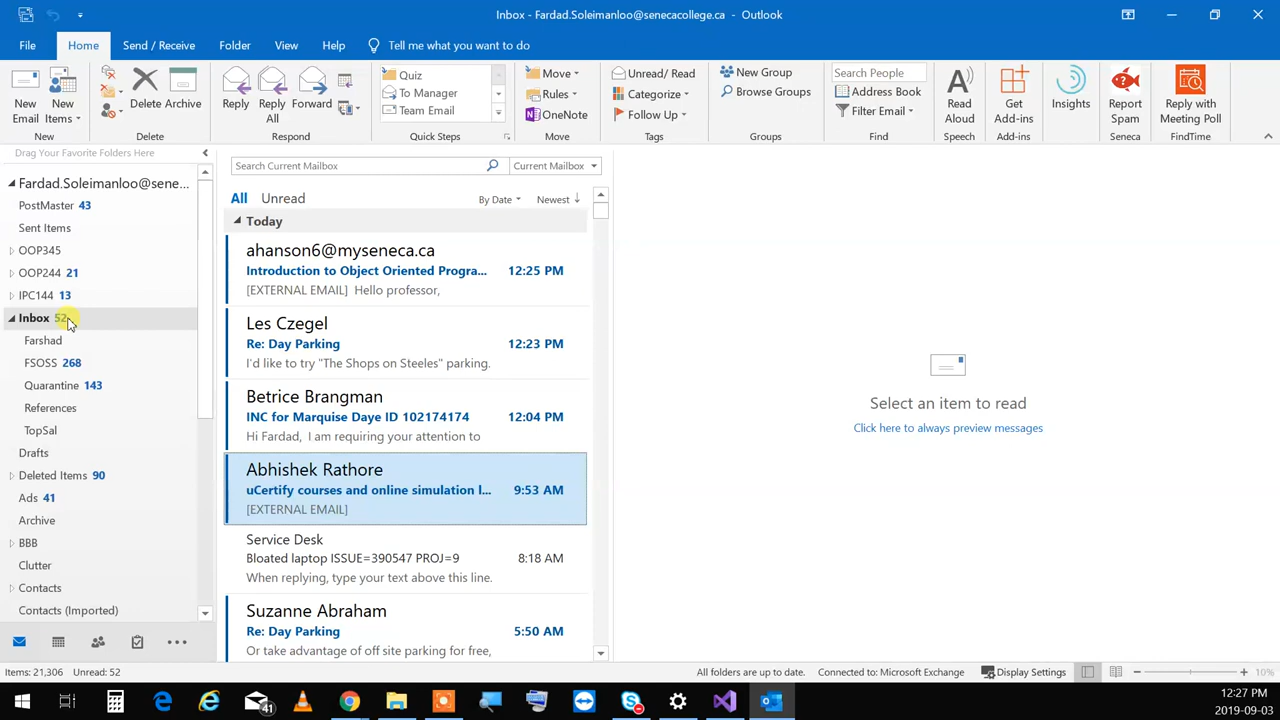 Inbox - Fardad.Soleimanloo@senecacollege.ca - Outlook
File Home Send / Receive Folder View Help Tell me what you want to do
New Email
New Items
New
Delete Archive
Delete
Reply
Reply All
Forward
Respond
Quiz
To Manager
Team Email
Quick Steps
Move
Rules
OneNote
Move
Unread/ Read
Categorize
Follow Up
Tags
New Group
Browse Groups
Groups
Search People
Address Book
Filter Email
Find
Read Aloud
Speech
Get Add-ins
Add-ins
Insights
Report Spam
Seneca
Reply with Meeting Poll
FindTime
Drag Your Favorite Folders Here
Fardad.Soleimanloo@sene...
PostMaster 43
Sent Items
OOP345
OOP244 21
IPC144 13
Inbox 52
Farshad
FSOSS 268
Quarantine 143
References
TopSal
Drafts
Deleted Items 90
Ads 41
Archive
BBB
Clutter
Contacts
Contacts (Imported)
Search Current Mailbox Current Mailbox
All Unread By Date Newest
Today
ahanson6@myseneca.ca
Introduction to Object Oriented Progra... 12:25 PM
[EXTERNAL EMAIL] Hello professor,
Les Czegel
Re: Day Parking 12:23 PM
I'd like to try "The Shops on Steeles" parking.
Betrice Brangman
INC for Marquise Daye ID 102174174 12:04 PM
Hi Fardad, I am requiring your attention to
Abhishek Rathore
uCertify courses and online simulation l... 9:53 AM
[EXTERNAL EMAIL]
Service Desk
Bloated laptop ISSUE=390547 PROJ=9 8:18 AM
When replying, type your text above this line.
Suzanne Abraham
Re: Day Parking 5:50 AM
Or take advantage of off site parking for free,
Select an item to read
Click here to always preview messages
Items: 21,306 Unread: 52 All folders are up to date. Connected to: Microsoft Exchange Display Settings 10%
41
12:27 PM
2019-09-03